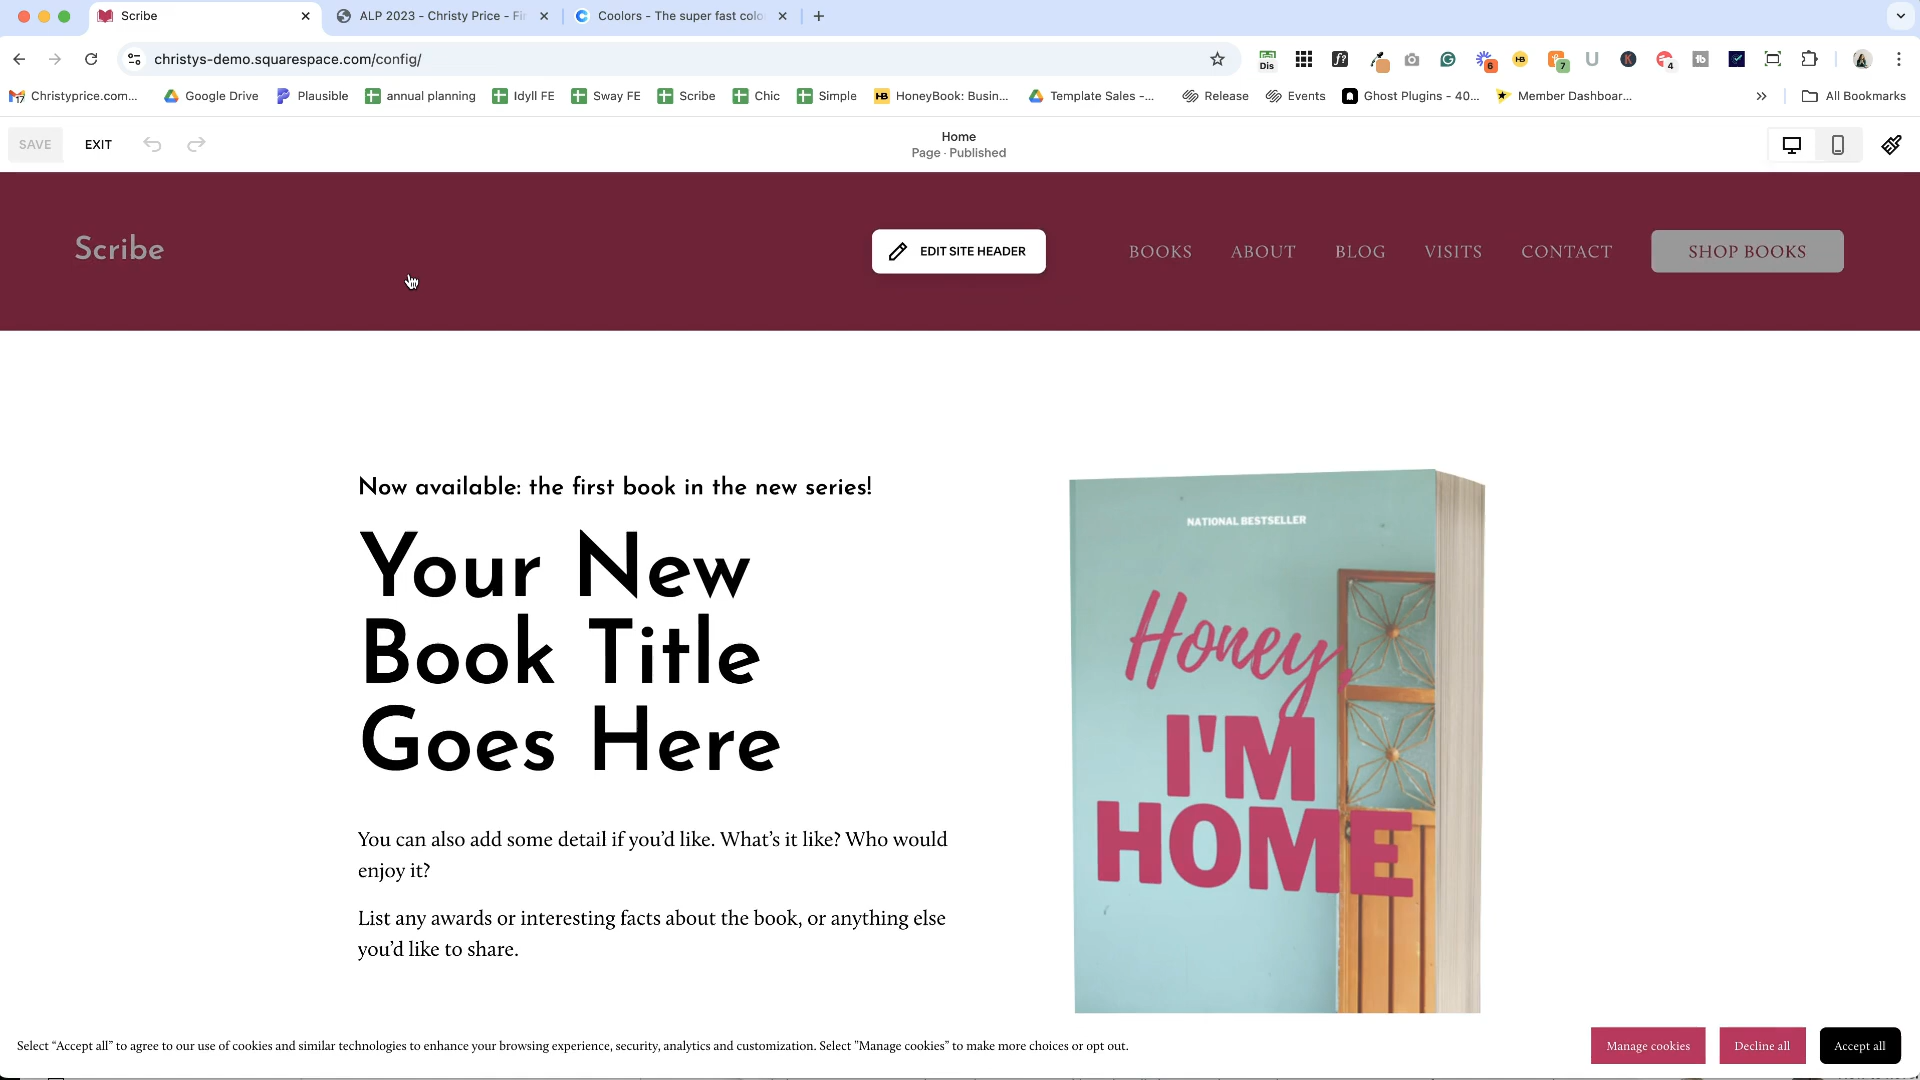 Scribe
ALP 2023 - Christy Price - Fi
Coolors - The super fast colo
christys-demo.squarespace.com/config/
Dis
6
7
4
Christyprice.com...
Google Drive
Plausible
annual planning
Idyll FE
Sway FE
Scribe
Chic
Simple
HoneyBook: Busin...
Template Sales -...
Release
Events
Ghost Plugins - 40...
Member Dashboar...
All Bookmarks
SAVE
EXIT
Home
Page · Published
Scribe
EDIT SITE HEADER
BOOKS
ABOUT
BLOG
VISITS
CONTACT
SHOP BOOKS
Now available: the first book in the new series!
Your New
Book Title
Goes Here
You can also add some detail if you’d like. What’s it like? Who would
enjoy it?
List any awards or interesting facts about the book, or anything else
you’d like to share.
NATIONAL BESTSELLER
Honey,
I'M
HOME
Select “Accept all” to agree to our use of cookies and similar technologies to enhance your browsing experience, security, analytics and customization. Select "Manage cookies" to make more choices or opt out.
Manage cookies
Decline all
Accept all